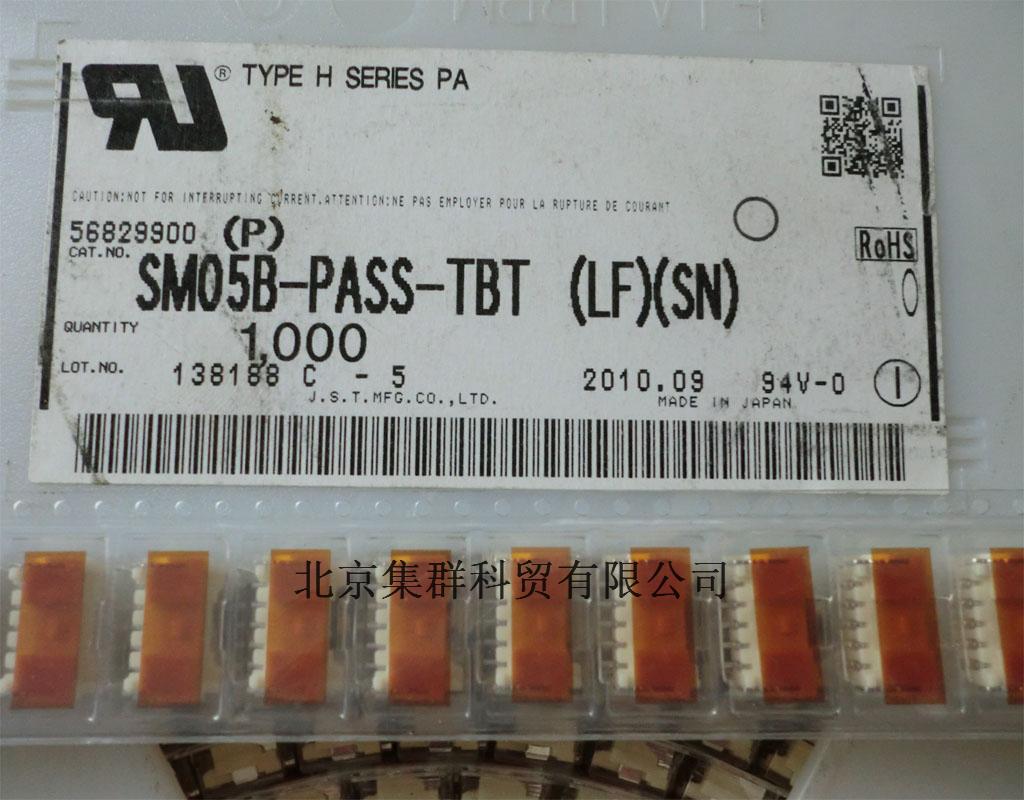 ® TYPE H SERIES PA
CAUTION:NOT FOR INTERRUPTING CURRENT.ATTENTION:NE PAS EMPLOYER POUR LA RUPTURE DE COURANT
56829900 (P)
RoHS
CAT.NO.
SM05B-PASS-TBT (LF)(SN)
QUANTITY
1,000
LOT.NO.
138188 C - 5
2010.09 94V-0
J.S.T.MFG.CO.,LTD.
MADE IN JAPAN
北京集群科贸有限公司